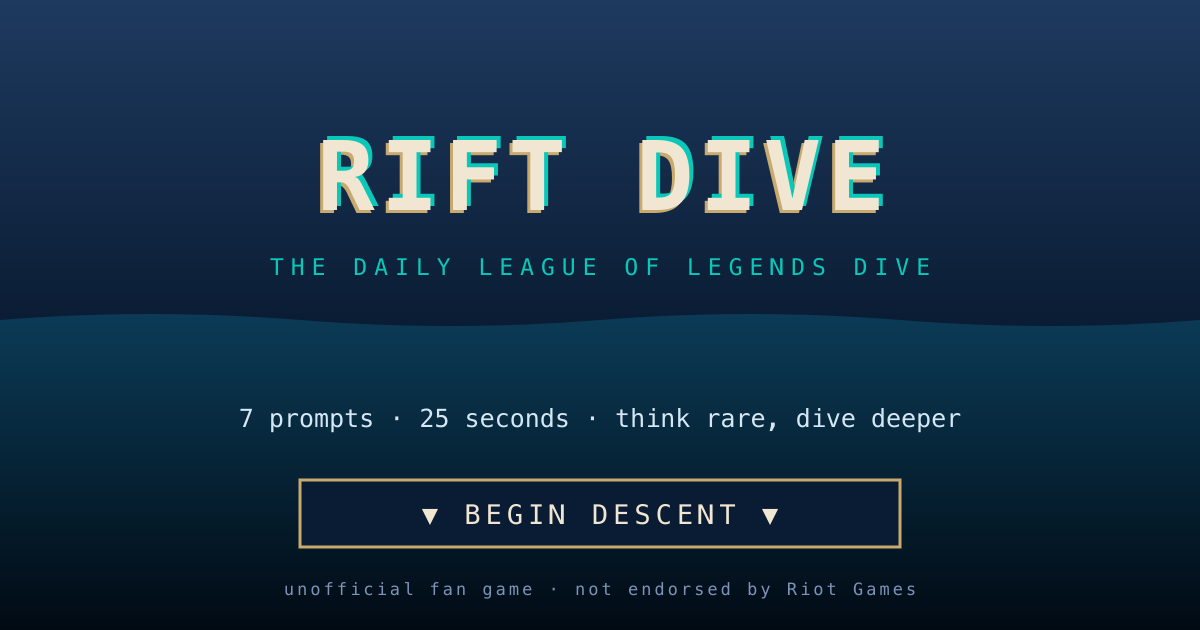 RIFT DIVE
THE DAILY LEAGUE OF LEGENDS DIVE
7 prompts · 25 seconds · think rare, dive deeper
▼ BEGIN DESCENT ▼
unofficial fan game · not endorsed by Riot Games